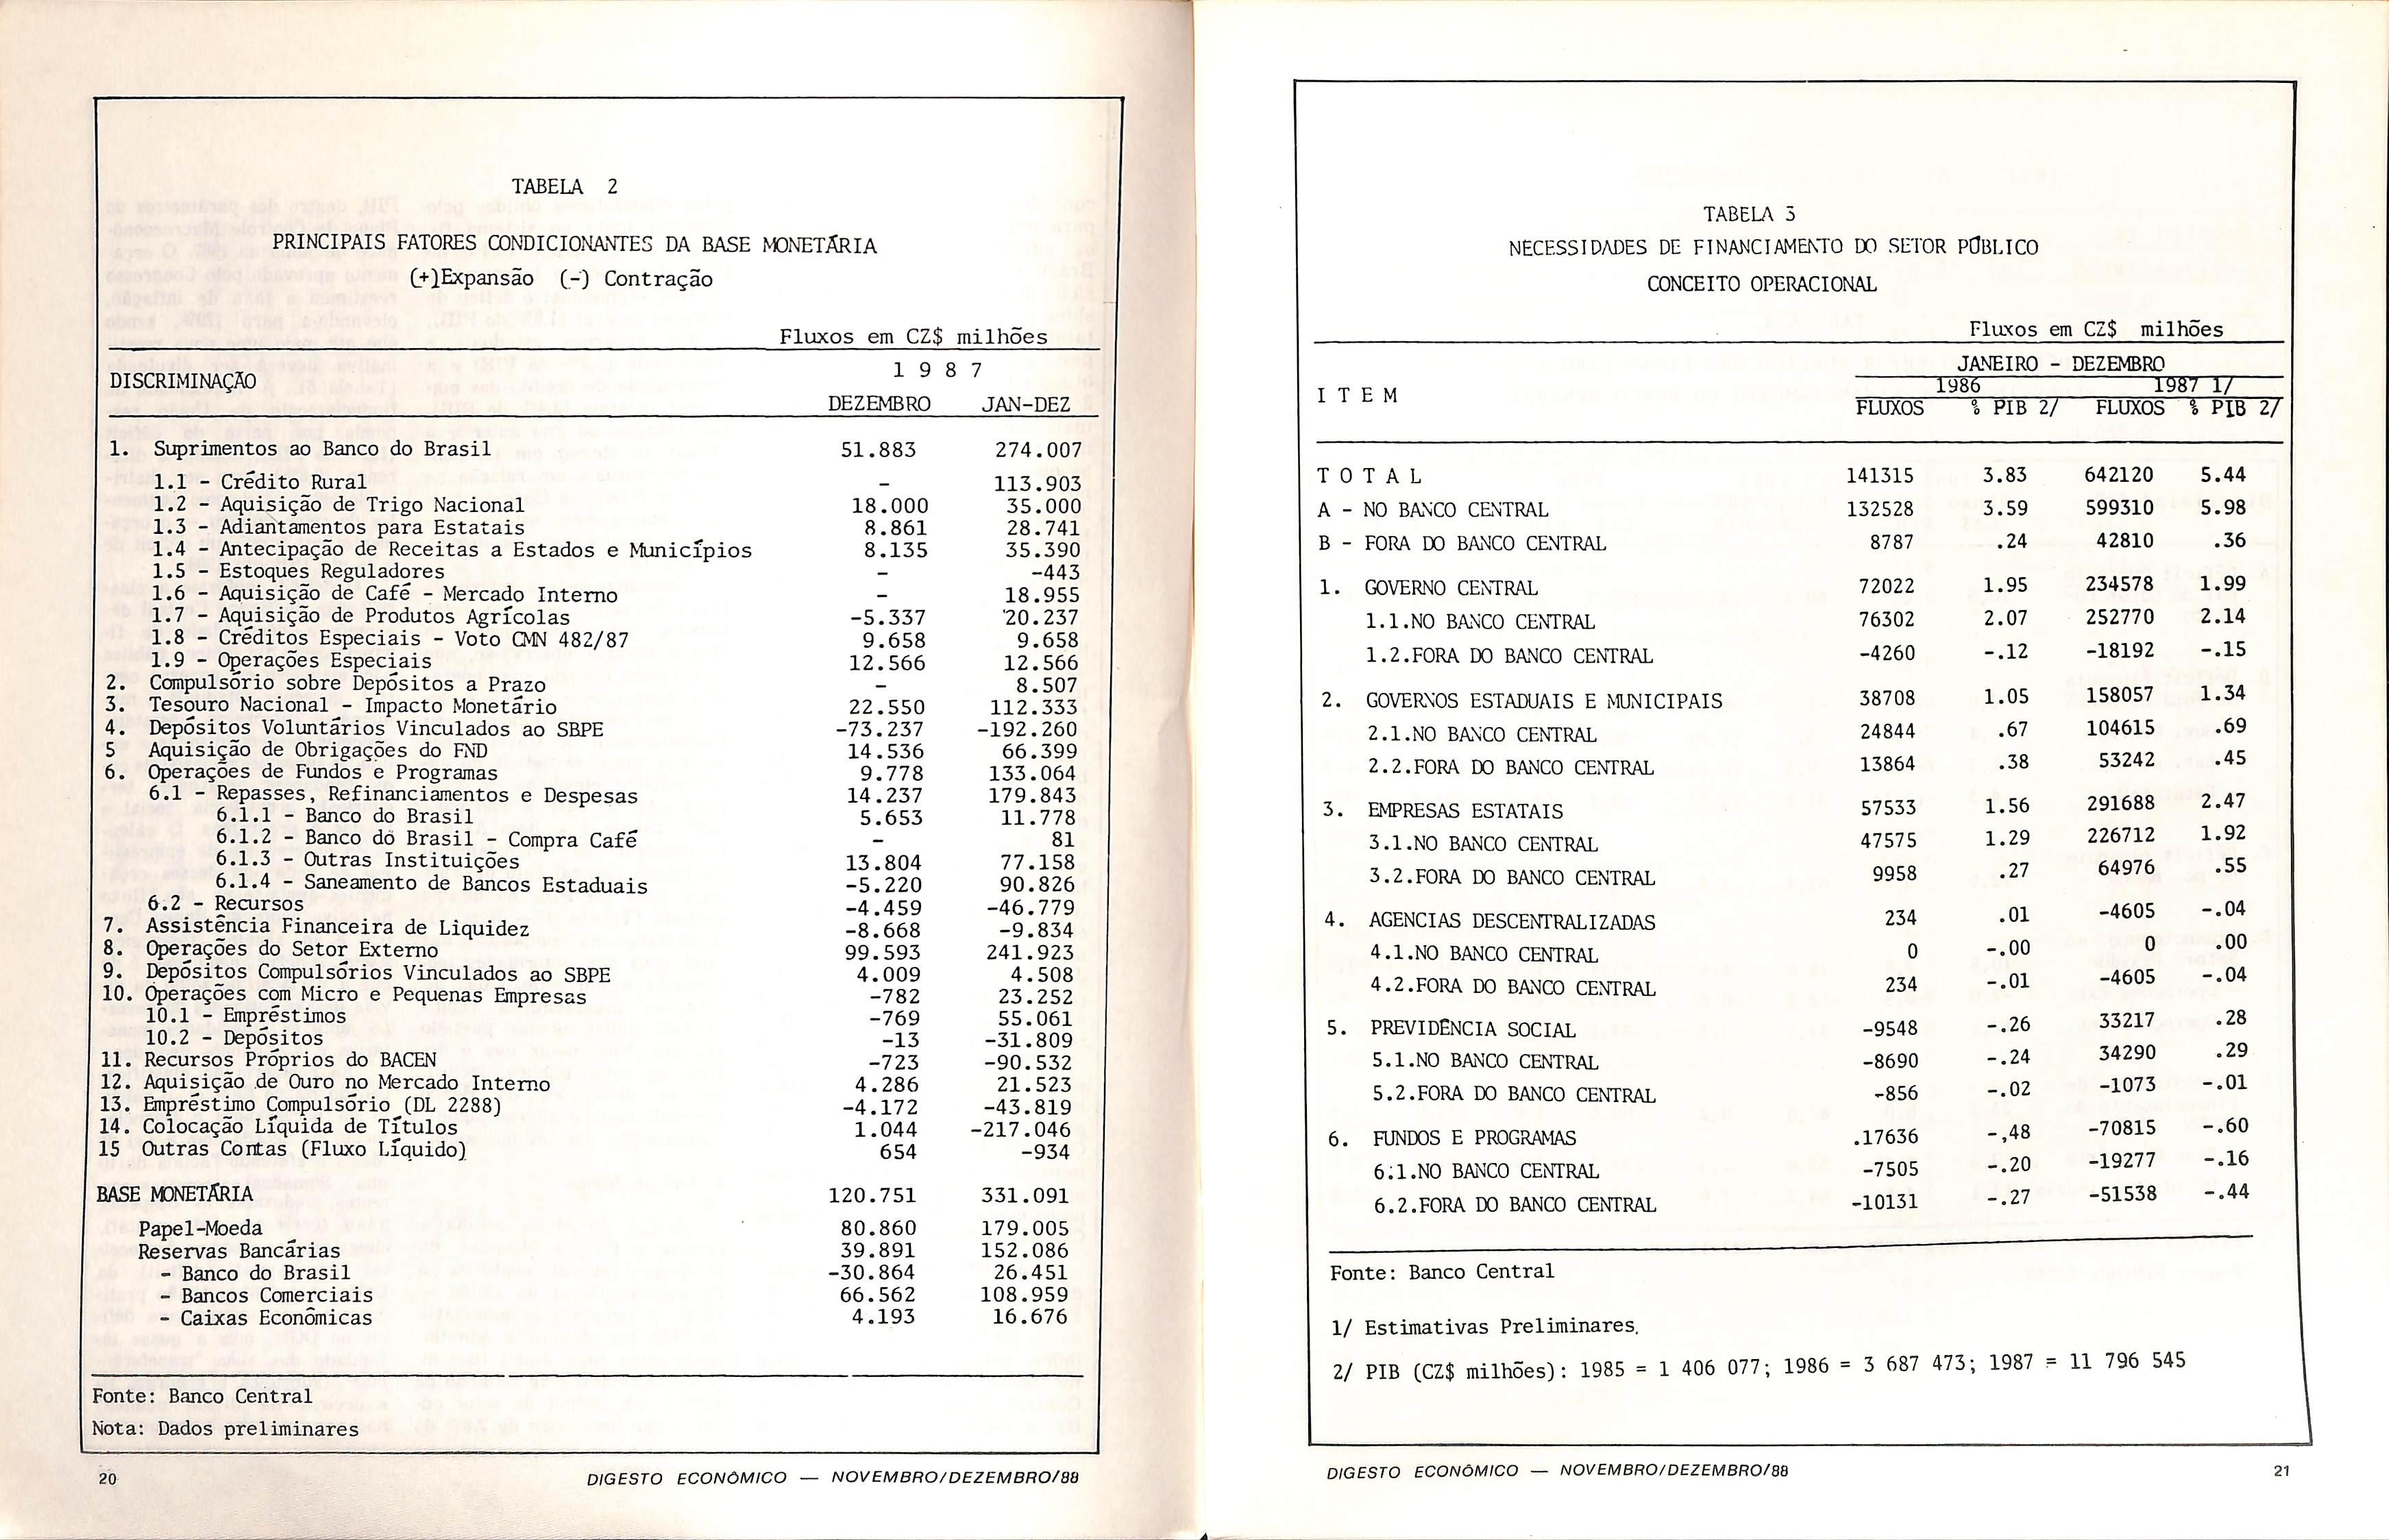 TABELA 2
PRINCIPAIS FATORES CONDICIONANTES DA BASE MONETÁRIA
(+)Expansão (-) Contração
Fluxos em CZ$ milhões
DISCRIMINAÇÃO
1 9 8 7
DEZEMBRO JAN-DEZ
1. Suprimentos ao Banco do Brasil 51.883 274.007
1.1 - Crédito Rural - 113.903
1.2 - Aquisição de Trigo Nacional 18.000 35.000
1.3 - Adiantamentos para Estatais 8.861 28.741
1.4 - Antecipação de Receitas a Estados e Municípios 8.135 35.390
1.5 - Estoques Reguladores - -443
1.6 - Aquisição de Café - Mercado Interno - 18.955
1.7 - Aquisição de Produtos Agrícolas -5.337 20.237
1.8 - Créditos Especiais - Voto CMN 482/87 9.658 9.658
1.9 - Operações Especiais 12.566 12.566
2. Compulsório sobre Depósitos a Prazo - 8.507
3. Tesouro Nacional - Impacto Monetário 22.550 112.333
4. Depósitos Voluntários Vinculados ao SBPE -73.237 -192.260
5 Aquisição de Obrigações do FND 14.536 66.399
6. Operações de Fundos e Programas 9.778 133.064
6.1 - Repasses, Refinanciamentos e Despesas 14.237 179.843
6.1.1 - Banco do Brasil 5.653 11.778
6.1.2 - Banco do Brasil - Compra Café - 81
6.1.3 - Outras Instituições 13.804 77.158
6.1.4 - Saneamento de Bancos Estaduais -5.220 90.826
6.2 - Recursos -4.459 -46.779
7. Assistência Financeira de Liquidez -8.668 -9.834
8. Operações do Setor Externo 99.593 241.923
9. Depósitos Compulsórios Vinculados ao SBPE 4.009 4.508
10. Operações com Micro e Pequenas Empresas -782 23.252
10.1 - Empréstimos -769 55.061
10.2 - Depósitos -13 -31.809
11. Recursos Próprios do BACEN -723 -90.532
12. Aquisição de Ouro no Mercado Interno 4.286 21.523
13. Empréstimo Compulsório (DL 2288) -4.172 -43.819
14. Colocação Líquida de Títulos 1.044 -217.046
15 Outras Contas (Fluxo Líquido) 654 -934
BASE MONETÁRIA 120.751 331.091
Papel-Moeda 80.860 179.005
Reservas Bancárias 39.891 152.086
- Banco do Brasil -30.864 26.451
- Bancos Comerciais 66.562 108.959
- Caixas Econômicas 4.193 16.676
Fonte: Banco Central
Nota: Dados preliminares
20 DIGESTO ECONÔMICO — NOVEMBRO/DEZEMBRO/88
TABELA 3
NECESSIDADES DE FINANCIAMENTO DO SETOR PÚBLICO
CONCEITO OPERACIONAL
Fluxos em CZ$ milhões
I T E M
JANEIRO - DEZEMBRO
1986 1987 1/
FLUXOS % PIB 2/ FLUXOS % PIB 2/
T O T A L 141315 3.83 642120 5.44
A - NO BANCO CENTRAL 132528 3.59 599310 5.98
B - FORA DO BANCO CENTRAL 8787 .24 42810 .36
1. GOVERNO CENTRAL 72022 1.95 234578 1.99
1.1.NO BANCO CENTRAL 76302 2.07 252770 2.14
1.2.FORA DO BANCO CENTRAL -4260 -.12 -18192 -.15
2. GOVERNOS ESTADUAIS E MUNICIPAIS 38708 1.05 158057 1.34
2.1.NO BANCO CENTRAL 24844 .67 104615 .69
2.2.FORA DO BANCO CENTRAL 13864 .38 53242 .45
3. EMPRESAS ESTATAIS 57533 1.56 291688 2.47
3.1.NO BANCO CENTRAL 47575 1.29 226712 1.92
3.2.FORA DO BANCO CENTRAL 9958 .27 64976 .55
4. AGENCIAS DESCENTRALIZADAS 234 .01 -4605 -.04
4.1.NO BANCO CENTRAL 0 -.00 0 .00
4.2.FORA DO BANCO CENTRAL 234 -.01 -4605 -.04
5. PREVIDÊNCIA SOCIAL -9548 -.26 33217 .28
5.1.NO BANCO CENTRAL -8690 -.24 34290 .29
5.2.FORA DO BANCO CENTRAL -856 -.02 -1073 -.01
6. FUNDOS E PROGRAMAS .17636 -,48 -70815 -.60
6.1.NO BANCO CENTRAL -7505 -.20 -19277 -.16
6.2.FORA DO BANCO CENTRAL -10131 -.27 -51538 -.44
Fonte: Banco Central
1/ Estimativas Preliminares.
2/ PIB (CZ$ milhões): 1985 = 1 406 077; 1986 = 3 687 473; 1987 = 11 796 545
DIGESTO ECONÔMICO — NOVEMBRO/DEZEMBRO/88 21